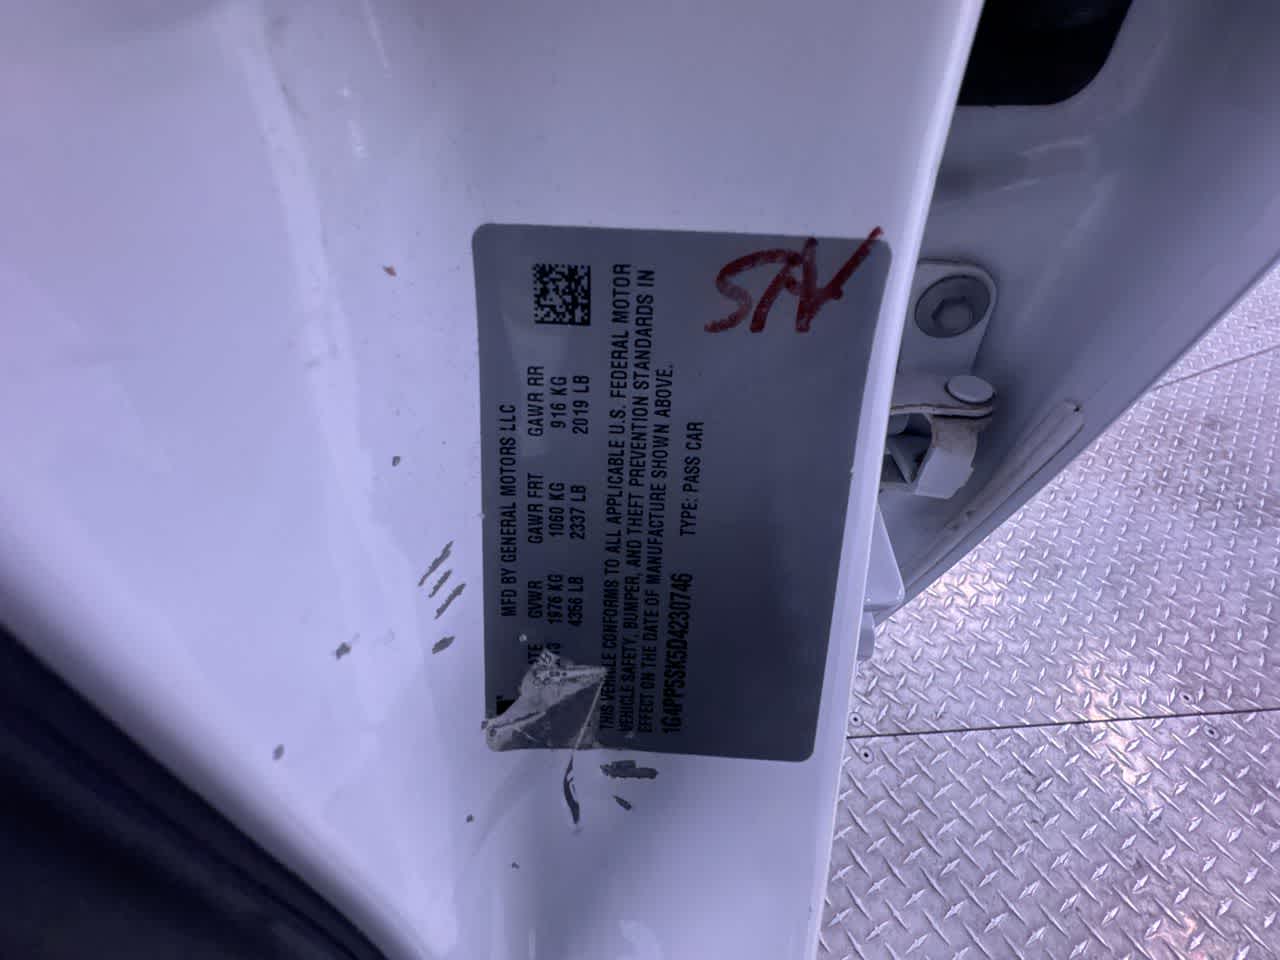 MFD BY GENERAL MOTORS LLC
GVWR GAWR FRT GAWR RR
1976 KG 1060 KG 916 KG
4356 LB 2337 LB 2019 LB
THIS VEHICLE CONFORMS TO ALL APPLICABLE U.S. FEDERAL MOTOR
VEHICLE SAFETY, BUMPER, AND THEFT PREVENTION STANDARDS IN
EFFECT ON THE DATE OF MANUFACTURE SHOWN ABOVE.
1G4PP5SK5D4230746 TYPE: PASS CAR